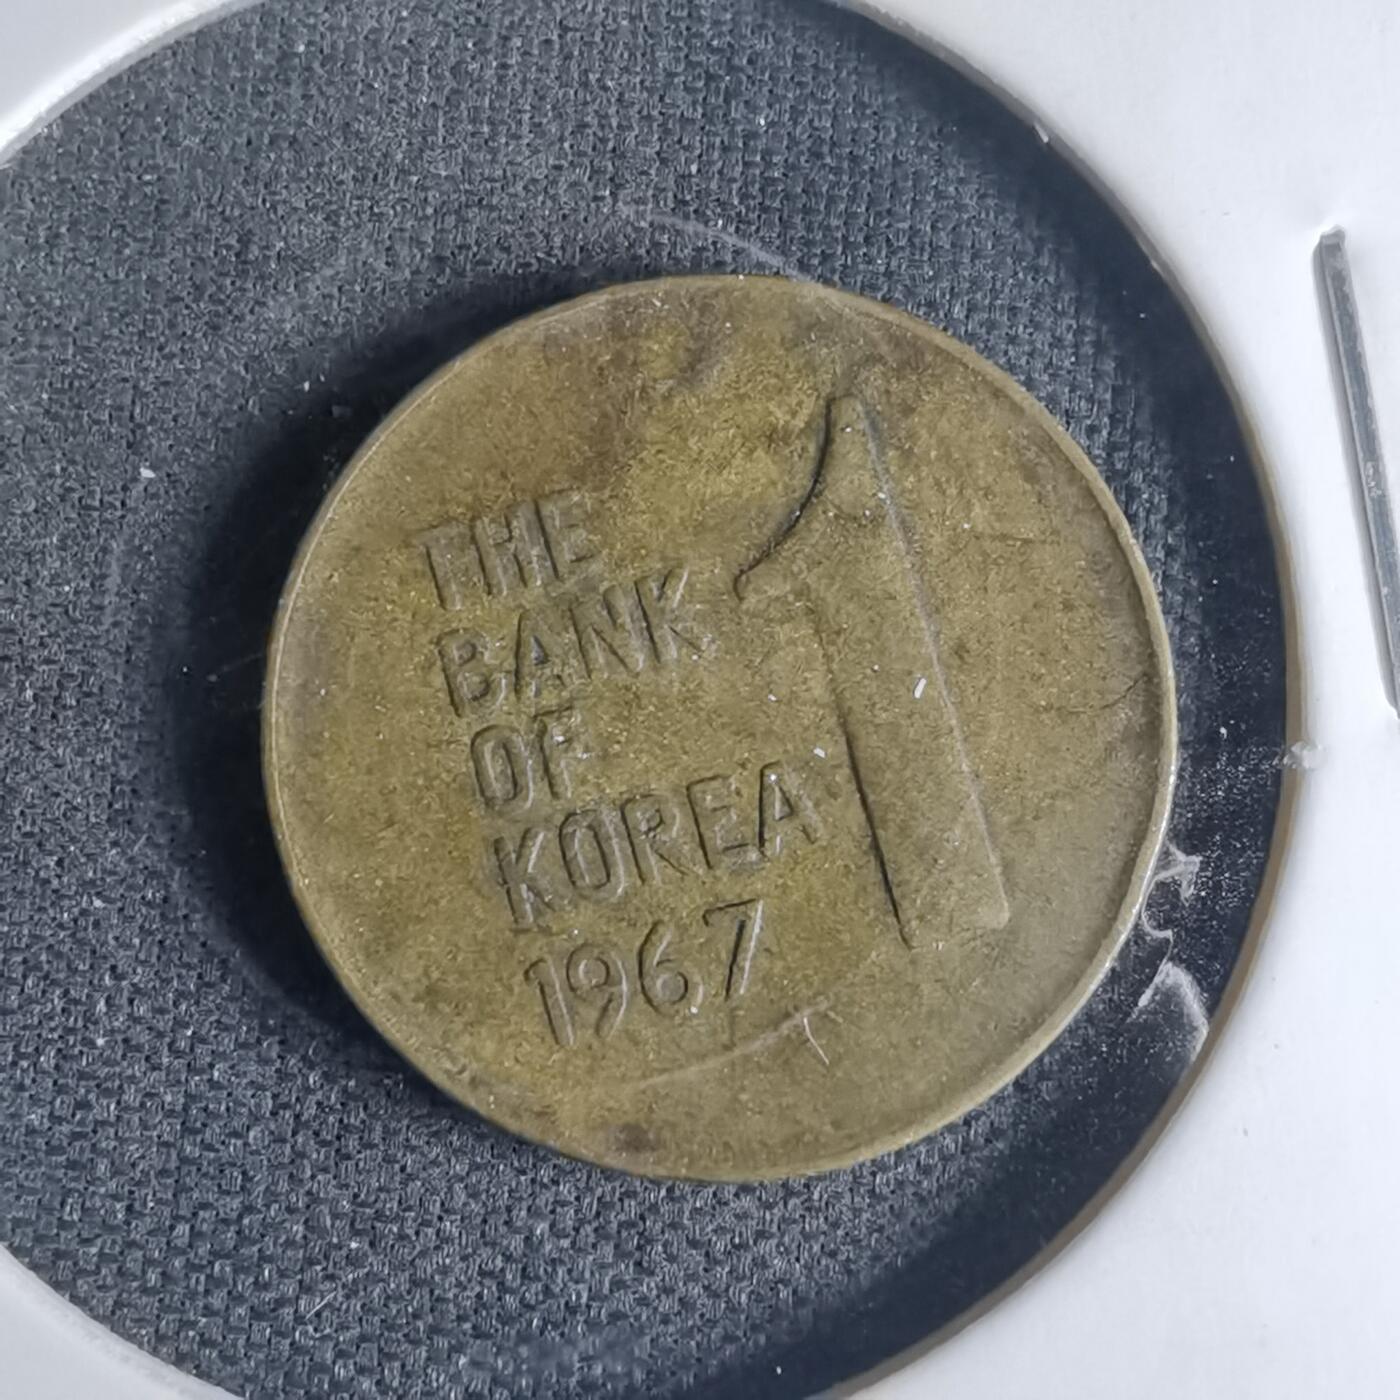 THE
BANK
OF
KOREA
1967
1